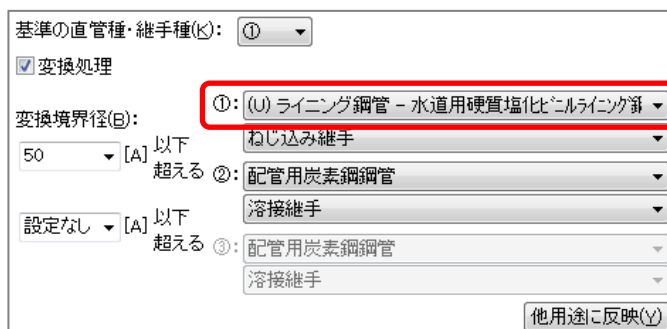 基準の直管種・継手種(K): ①
変換処理
①: (U) ライニング鋼管 - 水道用硬質塩化ビニルライニング鋼
変換境界径(B):
ねじ込み継手
50 [A] 以下
超える ②: 配管用炭素鋼鋼管
溶接継手
設定なし [A] 以下
超える ③: 配管用炭素鋼鋼管
溶接継手
他用途に反映(Y)